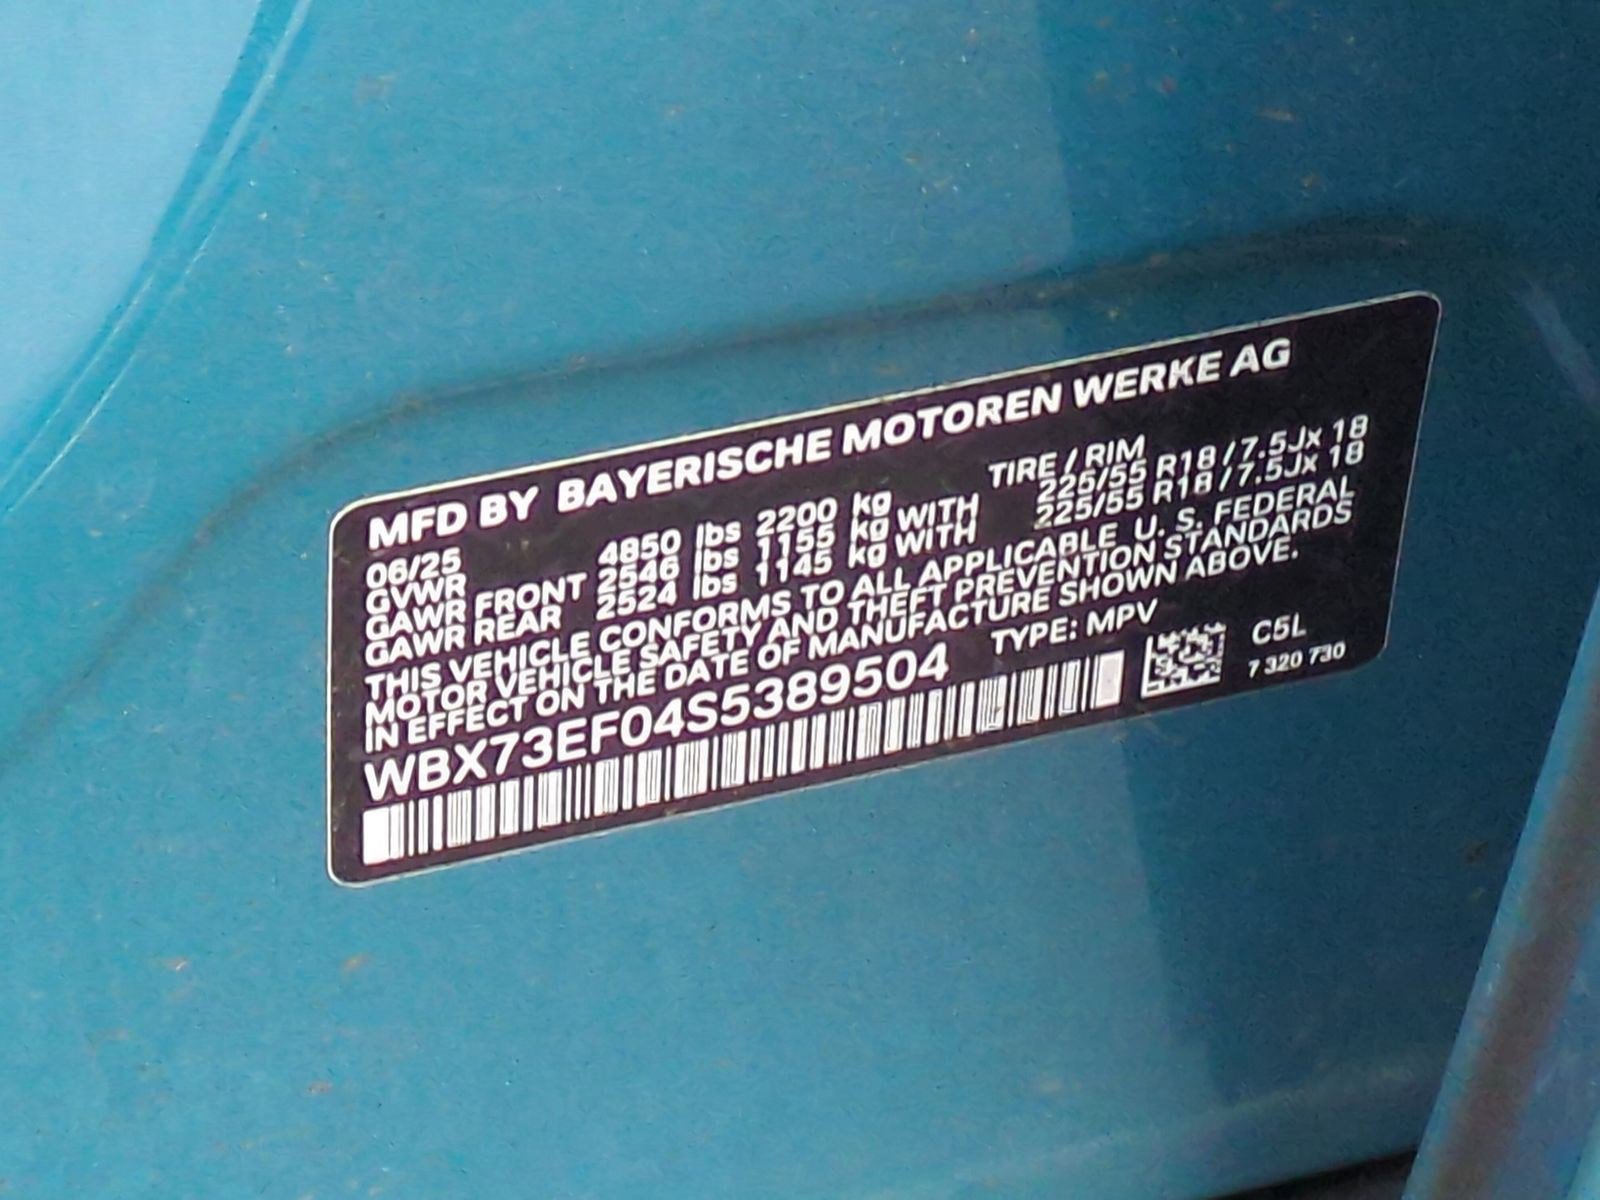 MFD BY BAYERISCHE MOTOREN WERKE AG
06/25 TIRE / RIM
GVWR 4850 lbs 2200 kg
GAWR FRONT 2546 lbs 1155 kg WITH 225/55 R18 / 7.5Jx 18
GAWR REAR 2524 lbs 1145 kg WITH 225/55 R18 / 7.5Jx 18
THIS VEHICLE CONFORMS TO ALL APPLICABLE U. S. FEDERAL
MOTOR VEHICLE SAFETY AND THEFT PREVENTION STANDARDS
IN EFFECT ON THE DATE OF MANUFACTURE SHOWN ABOVE.
WBX73EF04S5389504 TYPE: MPV
C5L
7 320 730